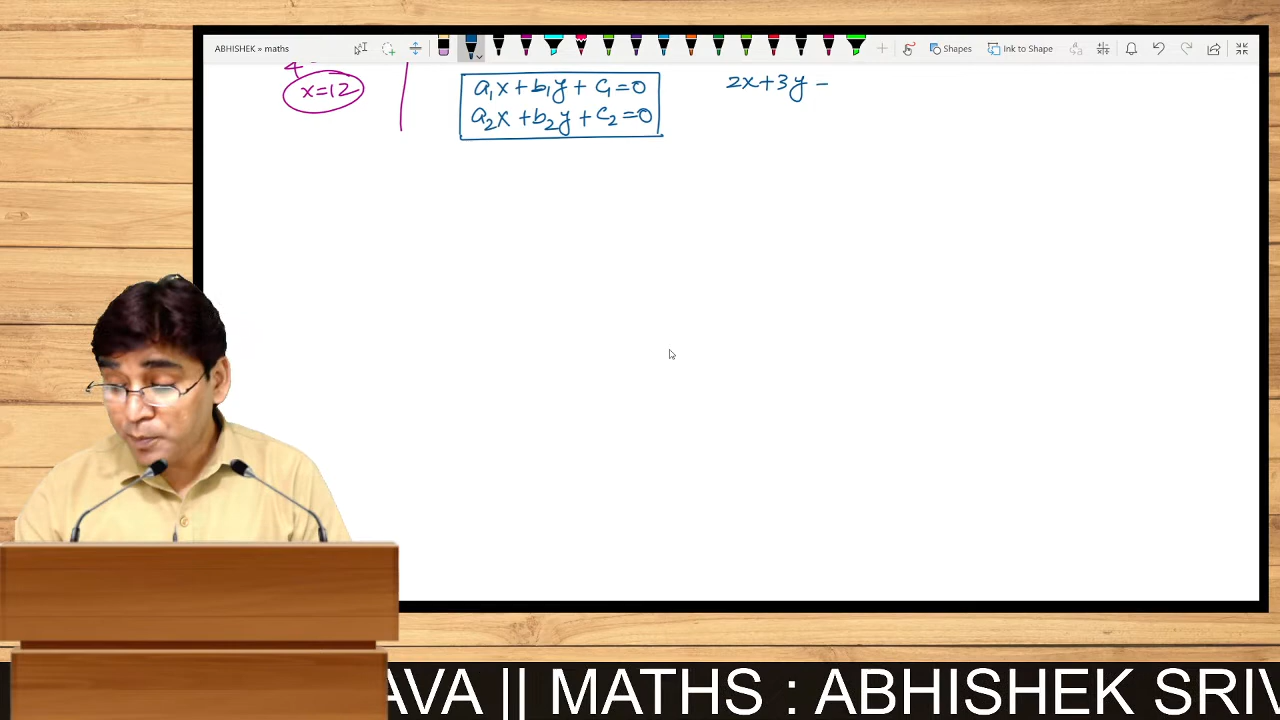 ABHISHEK » maths
Shapes
Ink to Shape
x=12
a₁x + b₁y + c₁ = 0
a₂x + b₂y + c₂ = 0
2x+3y -
AVA || MATHS : ABHISHEK SRIV